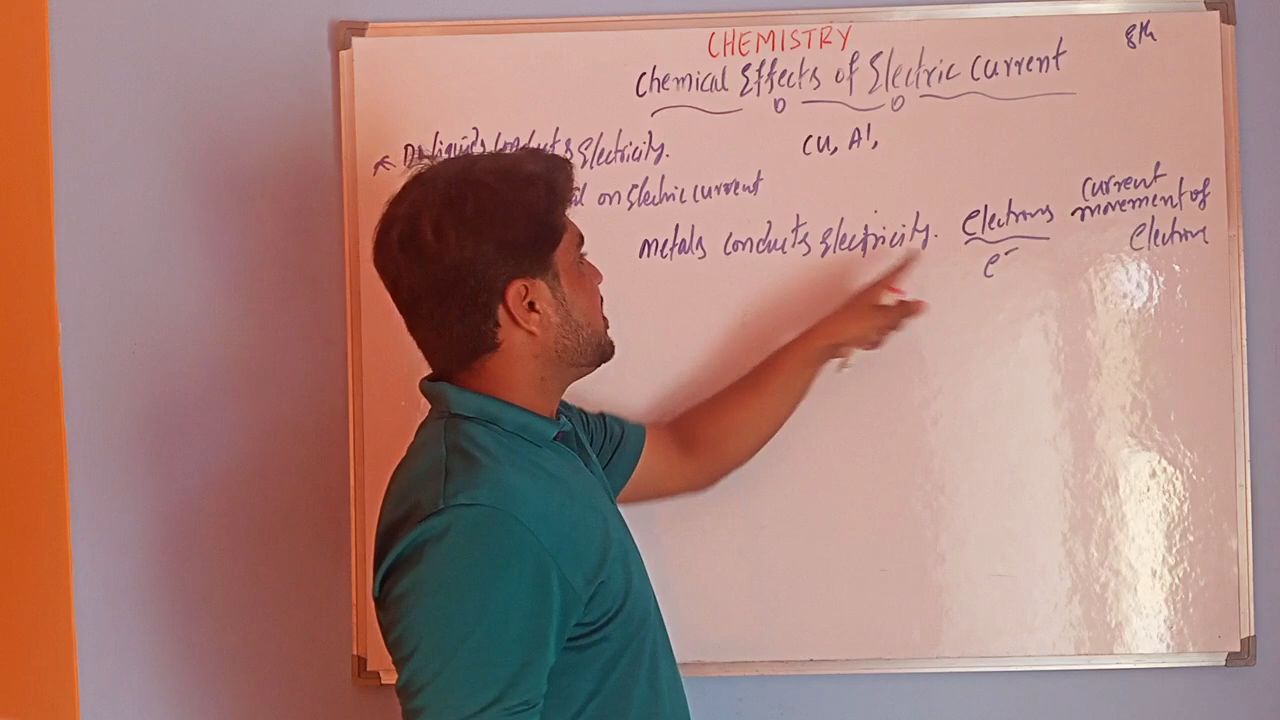 CHEMISTRY
8th
Chemical Effects of Electric Current
Cu, Al,
Do liquids conducts Electricity.
on Electric current
metals conducts Electricity.
electrons
e⁻
current
movement of
Electrons